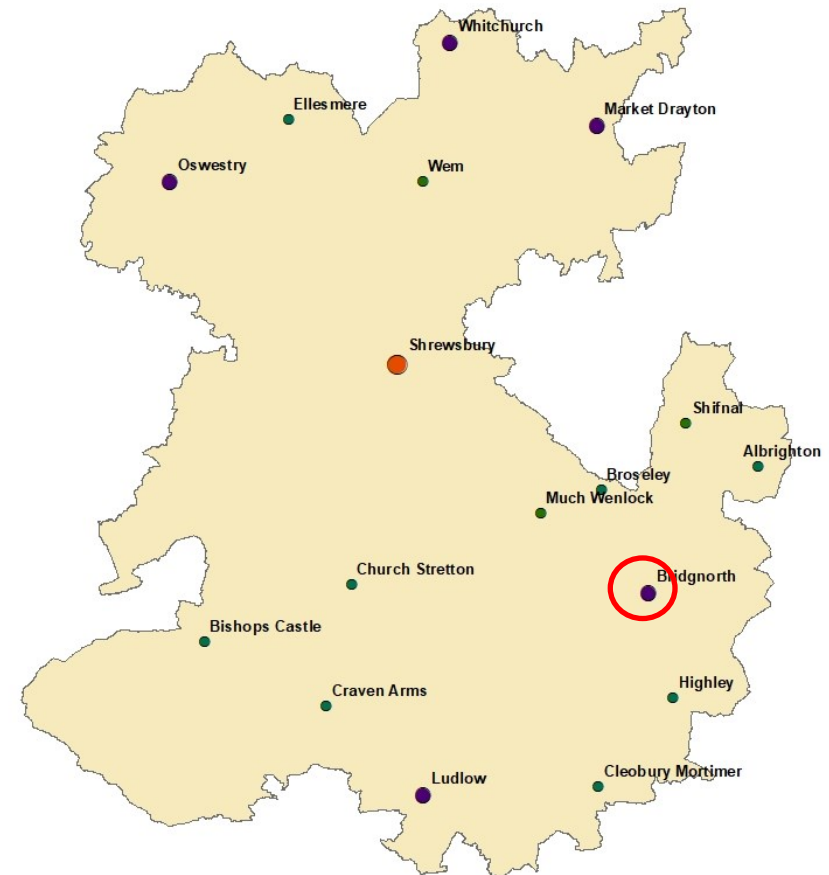 Whitchurch
Ellesmere
Market Drayton
Oswestry
Wem
Shrewsbury
Shifnal
Albrighton
Broseley
Much Wenlock
Church Stretton
Bridgnorth
Bishops Castle
Highley
Craven Arms
Cleobury Mortimer
Ludlow